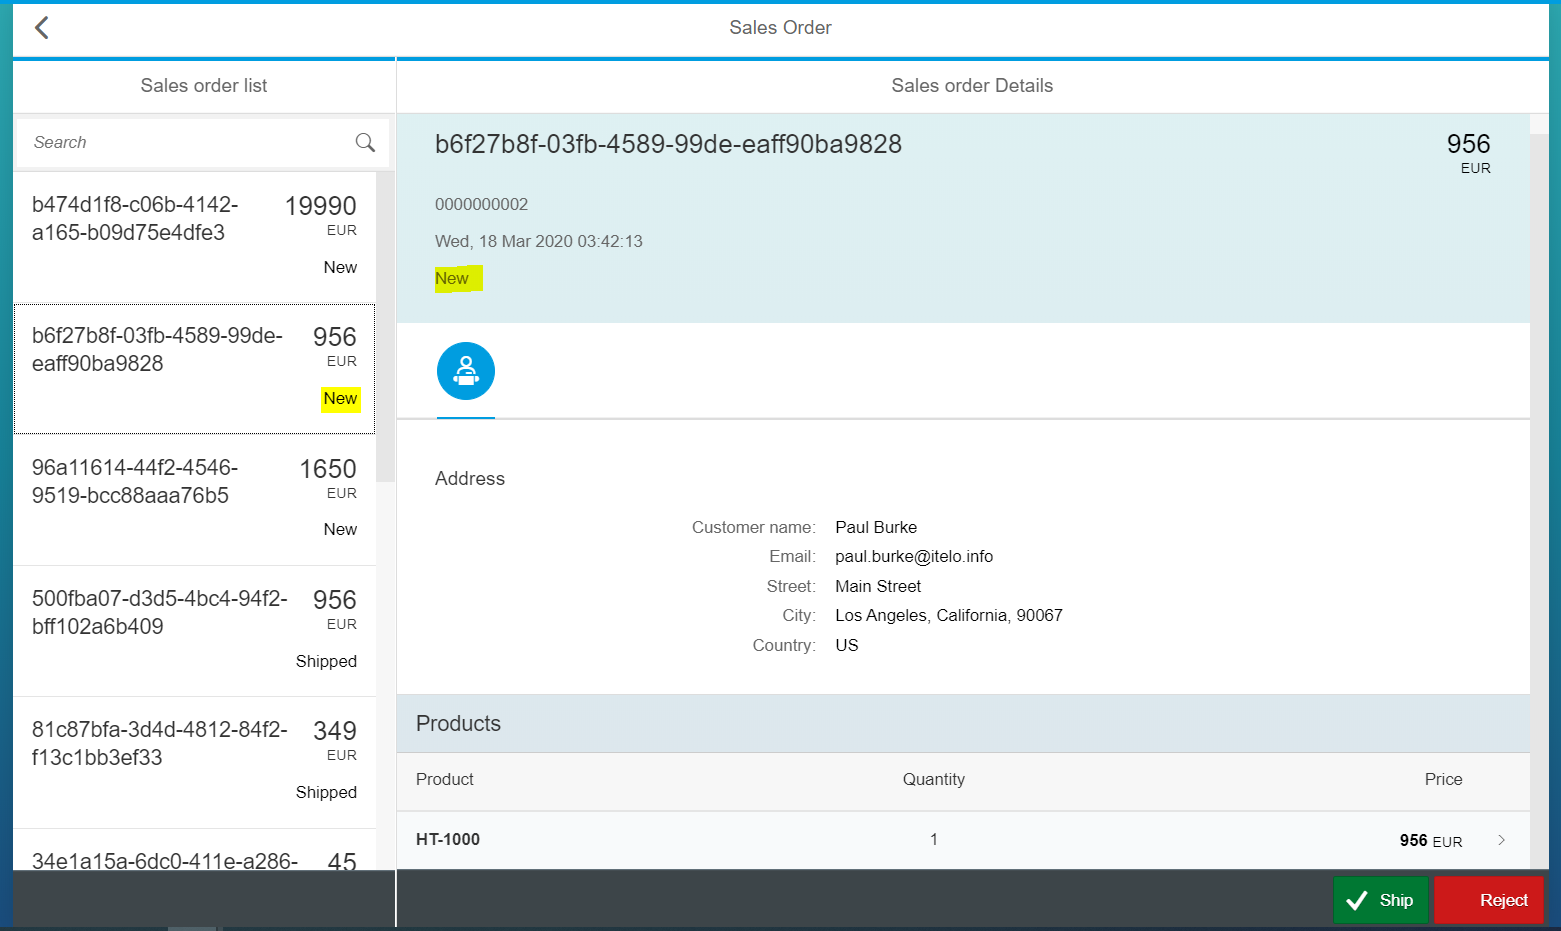 Sales Order
Sales order list
Search
b474d1f8-c06b-4142-
a165-b09d75e4dfe3
19990
EUR
New
b6f27b8f-03fb-4589-99de-
eaff90ba9828
956
EUR
New
96a11614-44f2-4546-
9519-bcc88aaa76b5
1650
EUR
New
500fba07-d3d5-4bc4-94f2-
bff102a6b409
956
EUR
Shipped
81c87bfa-3d4d-4812-84f2-
f13c1bb3ef33
349
EUR
Shipped
34e1a15a-6dc0-411e-a286-
45
Sales order Details
b6f27b8f-03fb-4589-99de-eaff90ba9828
956
EUR
0000000002
Wed, 18 Mar 2020 03:42:13
New
Address
Customer name: Paul Burke
Email: paul.burke@itelo.info
Street: Main Street
City: Los Angeles, California, 90067
Country: US
Products
Product Quantity Price
HT-1000 1 956 EUR
Ship Reject